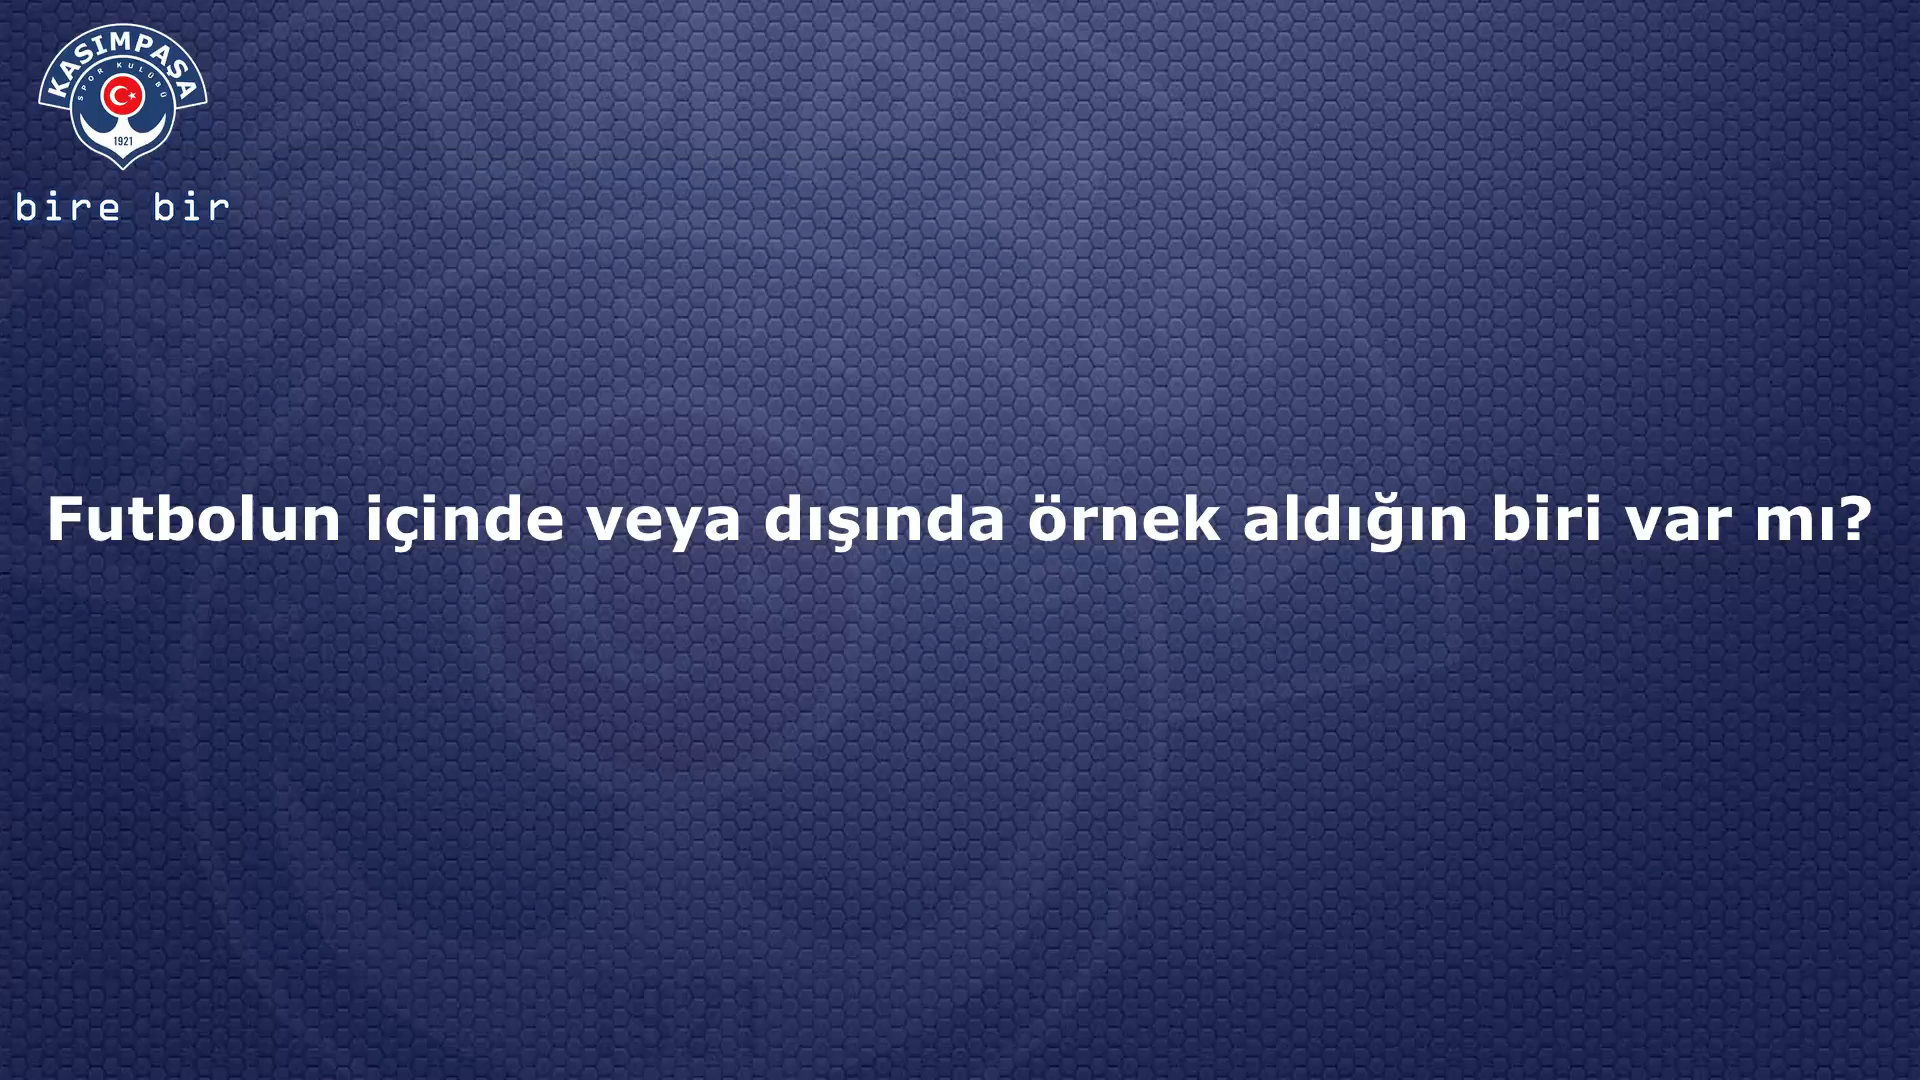 KASIMPAŞA
SPOR KULÜBÜ
1921
bire bir
Futbolun içinde veya dışında örnek aldığın biri var mı?